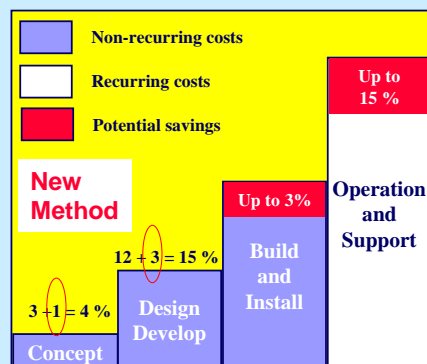 Non-recurring costs
Recurring costs
Potential savings
New
Method
Up to
15 %
Operation
and
Support
Up to 3%
Build
and
Install
12 + 3 = 15 %
Design
Develop
3 +1 = 4 %
Concept